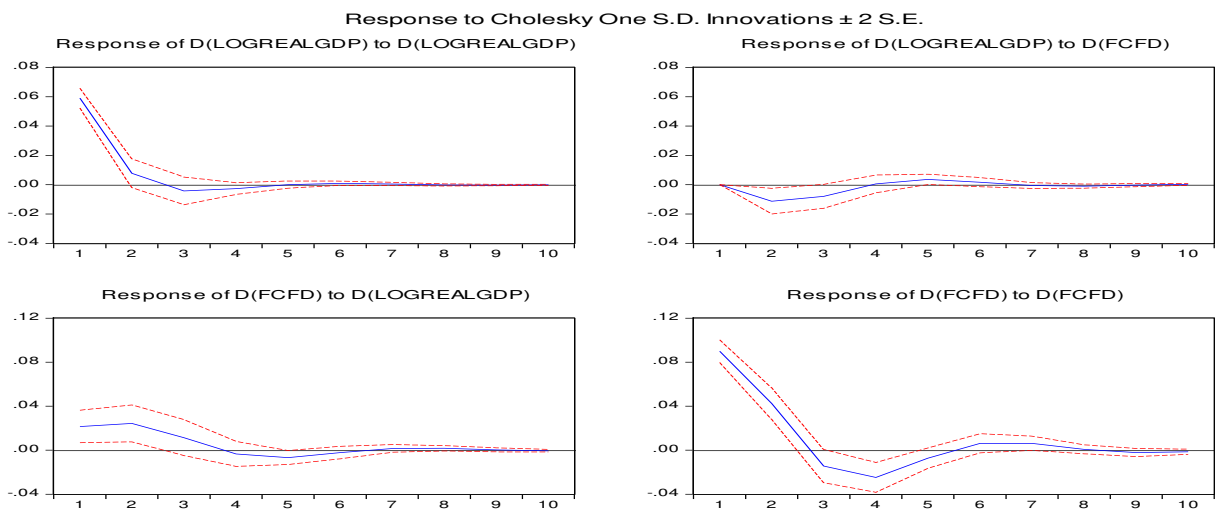 Response to Cholesky One S.D. Innovations ± 2 S.E.
Response of D(LOGREALGDP) to D(LOGREALGDP)
.08
.06
.04
.02
.00
-.02
-.04
1 2 3 4 5 6 7 8 9 10
Response of D(LOGREALGDP) to D(FCFD)
.08
.06
.04
.02
.00
-.02
-.04
1 2 3 4 5 6 7 8 9 10
Response of D(FCFD) to D(LOGREALGDP)
.12
.08
.04
.00
-.04
1 2 3 4 5 6 7 8 9 10
Response of D(FCFD) to D(FCFD)
.12
.08
.04
.00
-.04
1 2 3 4 5 6 7 8 9 10